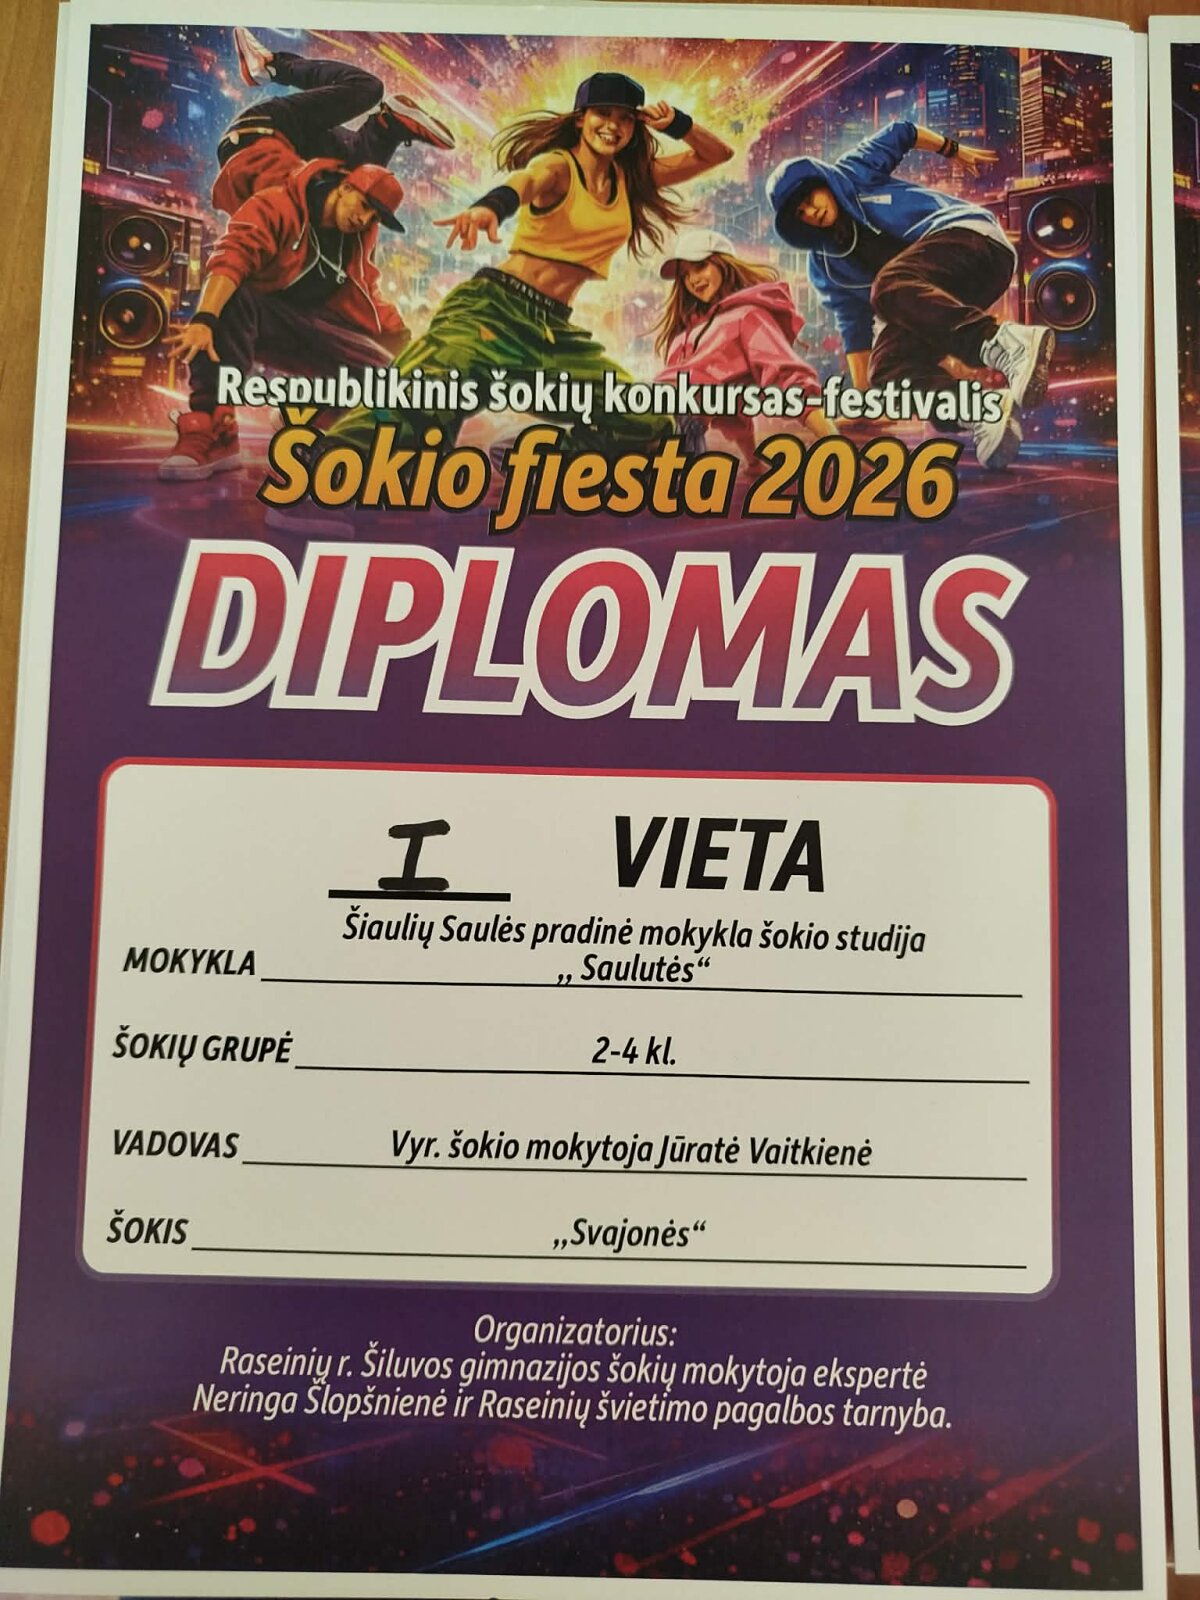 Respublikinis šokių konkursas-festivalis
Šokio fiesta 2026
DIPLOMAS
I VIETA
Šiaulių Saulės pradinė mokykla šokio studija
MOKYKLA „ Saulutės“
ŠOKIŲ GRUPĖ 2-4 kl.
VADOVAS Vyr. šokio mokytoja Jūratė Vaitkienė
ŠOKIS „Svajonės“
Organizatorius:
Raseinių r. Šiluvos gimnazijos šokių mokytoja ekspertė
Neringa Šlopšnienė ir Raseinių švietimo pagalbos tarnyba.